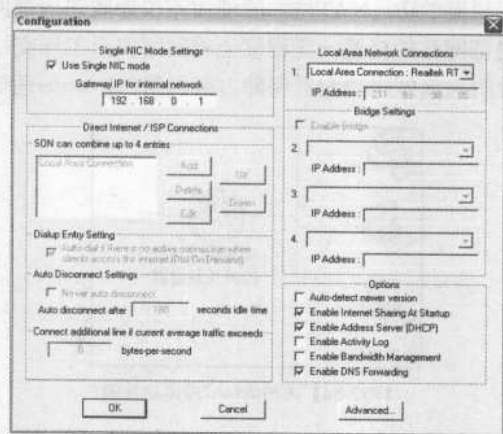 Configuration
Single NIC Mode Settings
Use Single NIC mode
Gateway IP for internal network
192 . 168 . 0 . 1
Direct Internet / ISP Connections
SDN can combine up to 4 entries
Local Area Connection
Add
Up
Delete
Down
Edit
Dialup Entry Setting
Auto-dial if there is no active connection when
clients access the internet (Dial On Demand)
Auto Disconnect Settings
Never auto disconnect
Auto disconnect after 180 seconds idle time
Connect additional line if current average traffic exceeds
bytes-per-second
OK
Cancel
Local Area Network Connections
1. Local Area Connection : Realtek RT
IP Address :
Bridge Settings
Enable Bridge
2.
IP Address :
3.
IP Address :
4.
IP Address :
Options
Auto-detect newer version
Enable Internet Sharing At Startup
Enable Address Server (DHCP)
Enable Activity Log
Enable Bandwidth Management
Enable DNS Forwarding
Advanced...